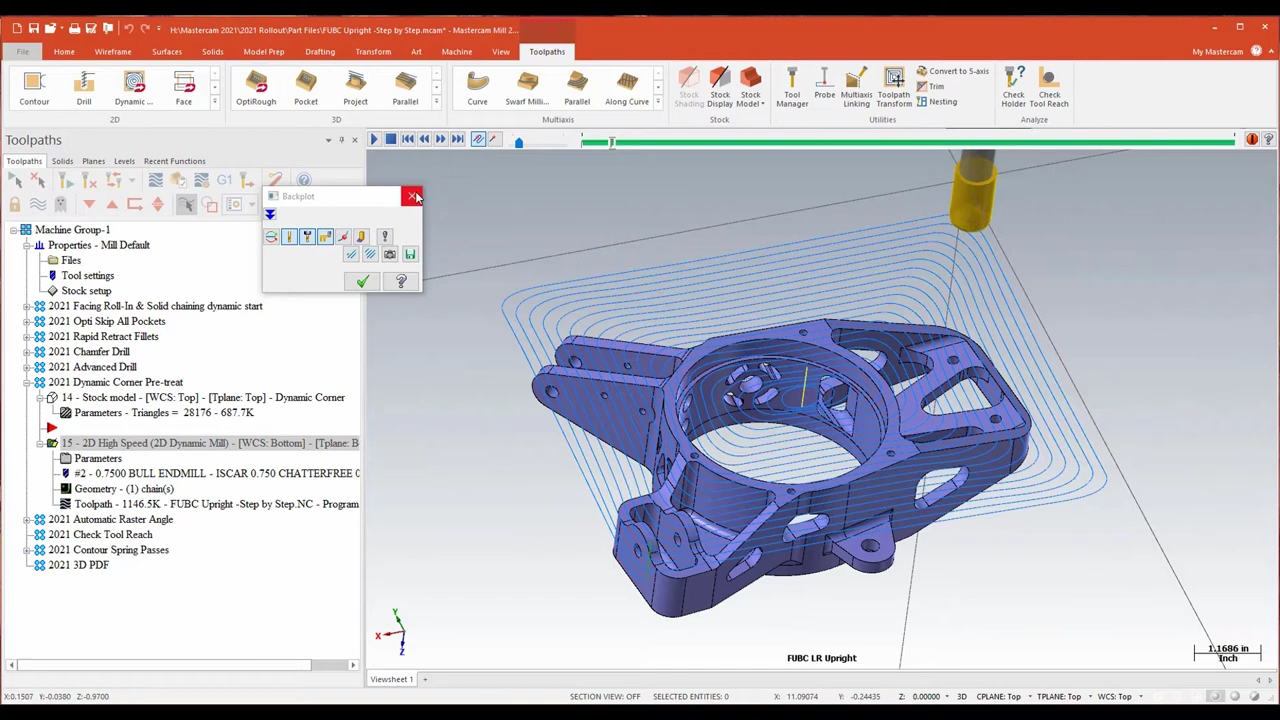 H:\Mastercam 2021\2021 Rollout\Part Files\FUBC Upright -Step by Step.mcam* - Mastercam Mill 2...
File Home Wireframe Surfaces Solids Model Prep Drafting Transform Art Machine View Toolpaths My Mastercam
Contour Drill Dynamic ... Face OptiRough Pocket Project Parallel Curve Swarf Milli... Parallel Along Curve Stock Shading Stock Display Stock Model Tool Manager Probe Multiaxis Linking Toolpath Transform Convert to 5-axis Trim Nesting Check Holder Check Tool Reach
2D 3D Multiaxis Stock Utilities Analyze
Toolpaths
Toolpaths Solids Planes Levels Recent Functions
G1
Backplot
Machine Group-1
Properties - Mill Default
Files
Tool settings
Stock setup
2021 Facing Roll-In & Solid chaining dynamic start
2021 Opti Skip All Pockets
2021 Rapid Retract Fillets
2021 Chamfer Drill
2021 Advanced Drill
2021 Dynamic Corner Pre-treat
14 - Stock model - [WCS: Top] - [Tplane: Top] - Dynamic Corner
Parameters - Triangles = 28176 - 687.7K
15 - 2D High Speed (2D Dynamic Mill) - [WCS: Bottom] - [Tplane: B
Parameters
#2 - 0.7500 BULL ENDMILL - ISCAR 0.750 CHATTERFREE 0
Geometry - (1) chain(s)
Toolpath - 1146.5K - FUBC Upright -Step by Step.NC - Program
2021 Automatic Raster Angle
2021 Check Tool Reach
2021 Contour Spring Passes
2021 3D PDF
Y
X
Z
FUBC LR Upright
1.1686 in
Inch
Viewsheet 1 +
X:0.1507 Y:-0.0380 Z:-0.9700 SECTION VIEW: OFF SELECTED ENTITIES: 0 X: 11.09074 Y: -0.24435 Z: 0.00000 3D CPLANE: Top TPLANE: Top WCS: Top